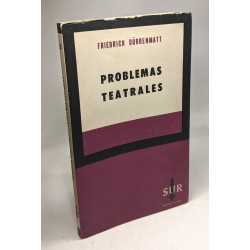 FRIEDRICH DÜRRENMATT
PROBLEMAS
TEATRALES
SUR